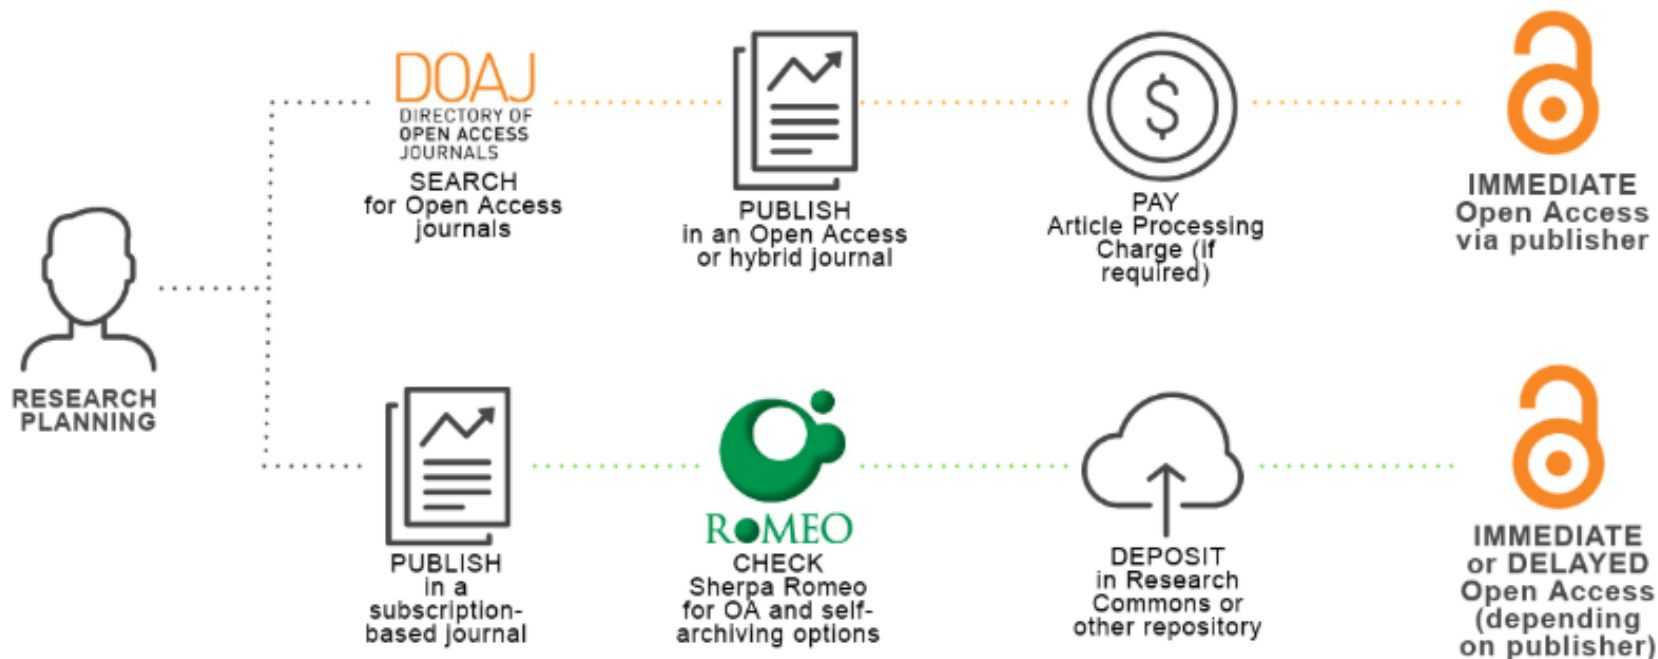 RESEARCH
PLANNING
DOAJ
DIRECTORY OF
OPEN ACCESS
JOURNALS
SEARCH
for Open Access
journals
PUBLISH
in an Open Access
or hybrid journal
$
PAY
Article Processing
Charge (if
required)
IMMEDIATE
Open Access
via publisher
PUBLISH
in a
subscription-
based journal
ROMEO
CHECK
Sherpa Romeo
for OA and self-
archiving options
DEPOSIT
in Research
Commons or
other repository
IMMEDIATE
or DELAYED
Open Access
(depending
on publisher)